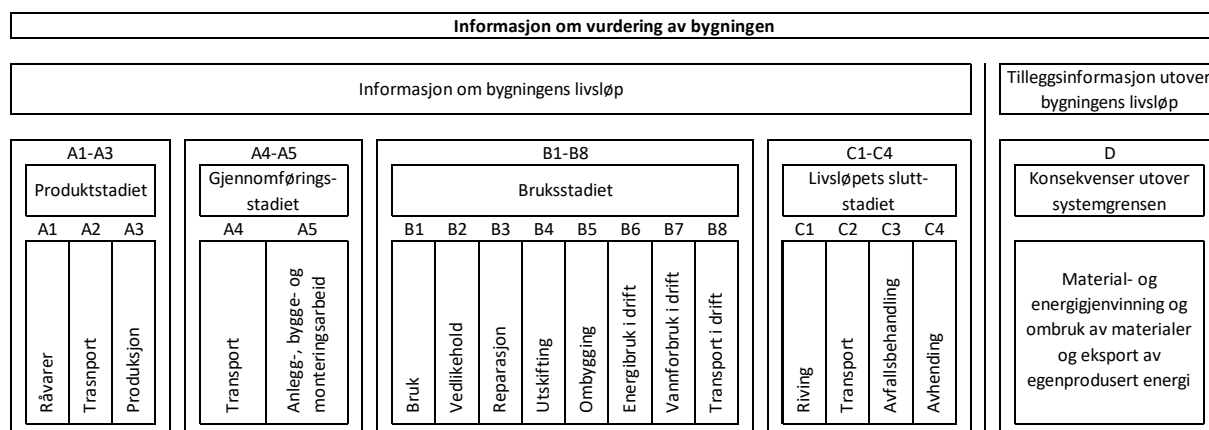 Informasjon om vurdering av bygningen
Informasjon om bygningens livsløp
Tilleggsinformasjon utover
bygningens livsløp
A1-A3
Produktstadiet
A1 A2 A3
Råvarer
Trasnport
Produksjon
A4-A5
Gjennomførings-
stadiet
A4 A5
Transport
Anlegg-, bygge- og
monteringsarbeid
B1-B8
Bruksstadiet
B1 B2 B3 B4 B5 B6 B7 B8
Bruk
Vedlikehold
Reparasjon
Utskifting
Ombygging
Energibruk i drift
Vannforbruk i drift
Transport i drift
C1-C4
Livsløpets slutt-
stadiet
C1 C2 C3 C4
Riving
Transport
Avfallsbehandling
Avhending
D
Konsekvenser utover
systemgrensen
Material- og
energigjenvinning og
ombruk av materialer
og eksport av
egenprodusert energi